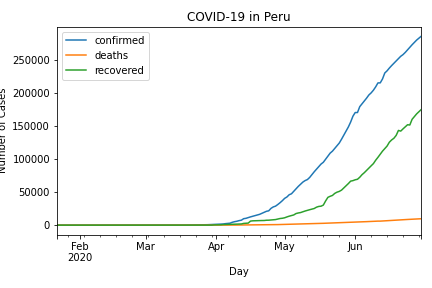 COVID-19 in Peru
confirmed
deaths
recovered
250000
200000
150000
100000
50000
0
Number of Cases
Feb
2020
Mar
Apr
May
Jun
Day